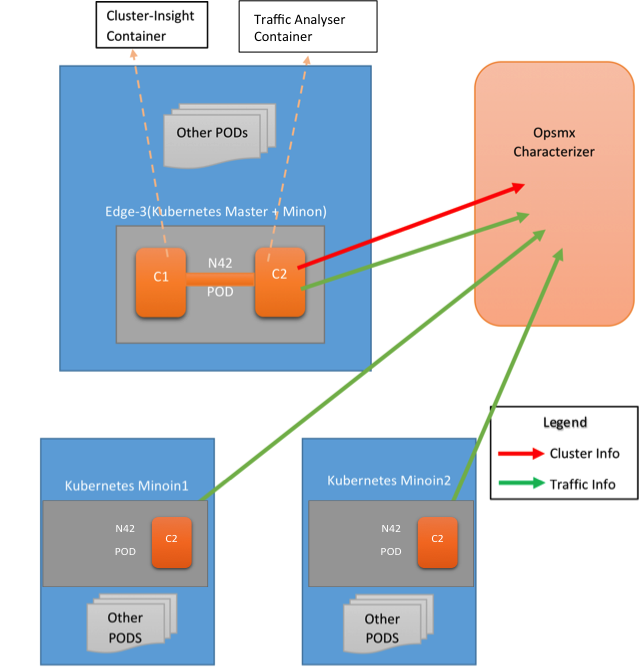 Cluster-Insight
Container
Traffic Analyser
Container
Other PODs
Opsmx
Characterizer
Edge-3(Kubernetes Master + Minon)
C1
N42
POD
C2
Legend
Cluster Info
Traffic Info
Kubernetes Minoin1
N42
POD
C2
Other
PODS
Kubernetes Minoin2
N42
POD
C2
Other
PODS